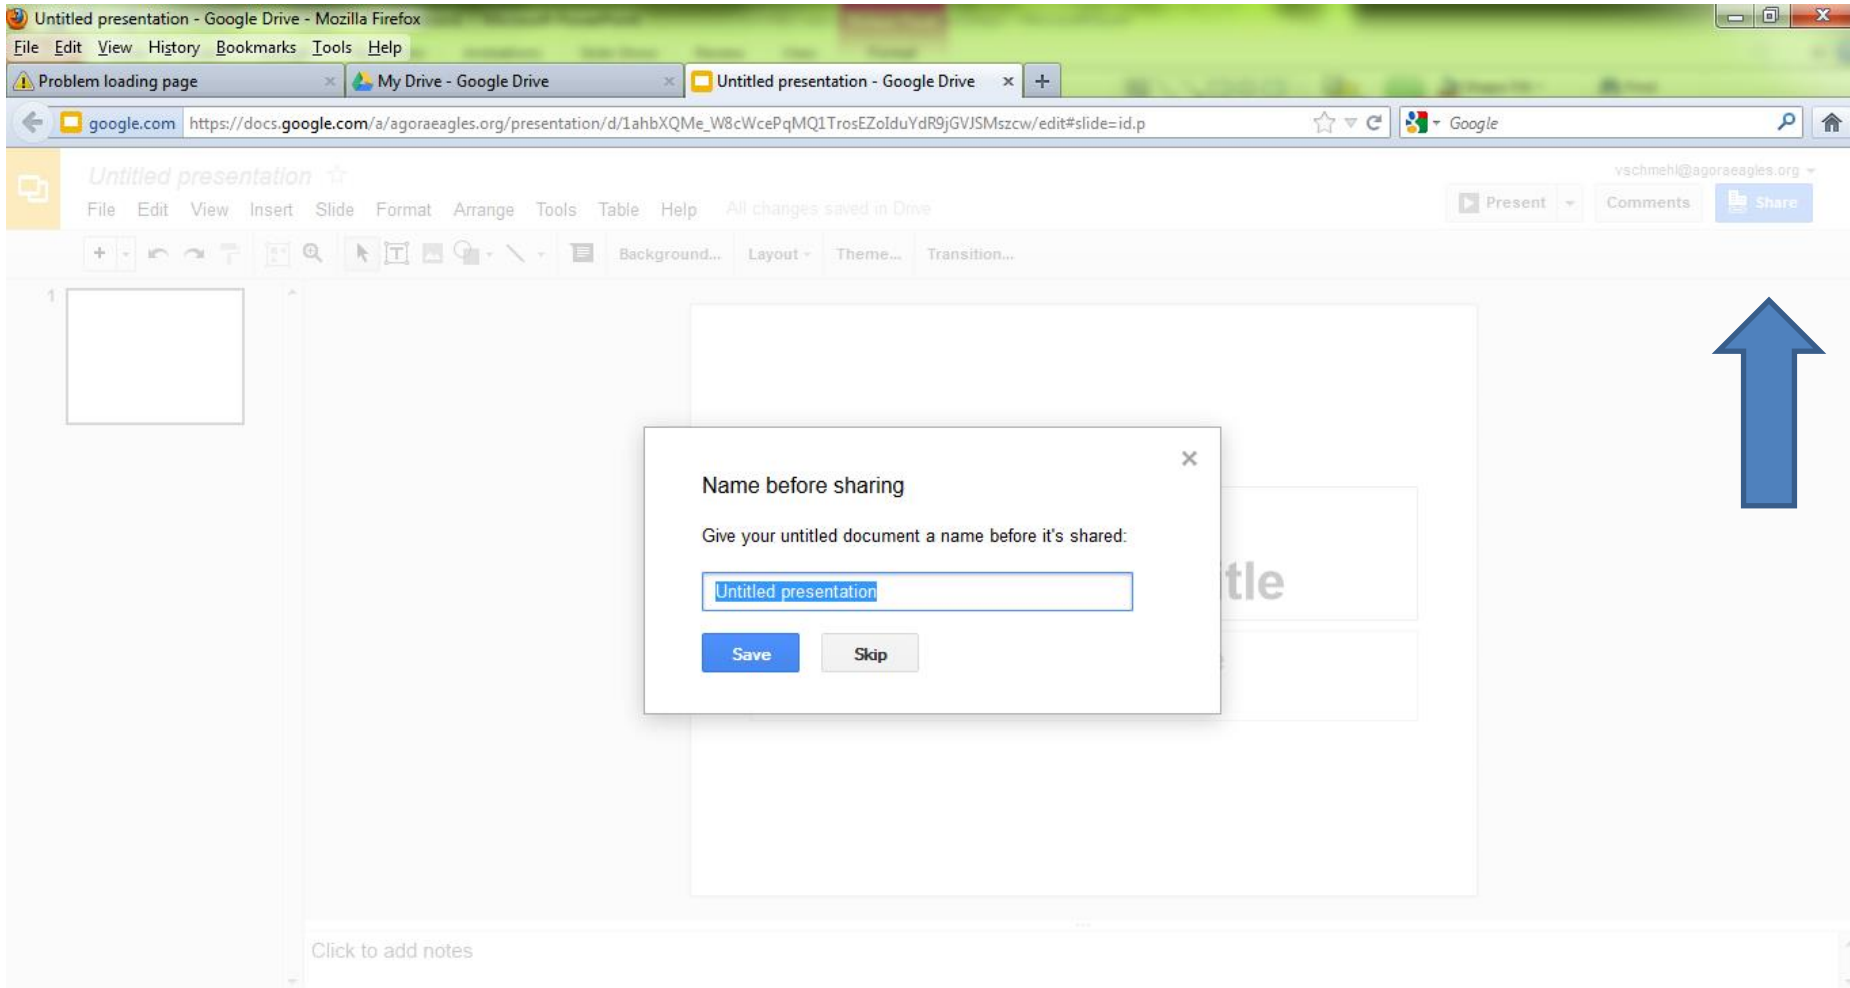 Untitled presentation - Google Drive - Mozilla Firefox
File Edit View History Bookmarks Tools Help
Problem loading page
My Drive - Google Drive
Untitled presentation - Google Drive
google.com https://docs.google.com/a/agoraeagles.org/presentation/d/1ahbXQMe_W8cWcePqMQ1TrosEZoIduYdR9jGVJSMszcw/edit#slide=id.p
Google
Untitled presentation
vschmehl@agoraeagles.org
File Edit View Insert Slide Format Arrange Tools Table Help All changes saved in Drive
Present Comments Share
Background... Layout Theme... Transition...
1
Name before sharing
Give your untitled document a name before it's shared:
Untitled presentation
tle
Save Skip
Click to add notes